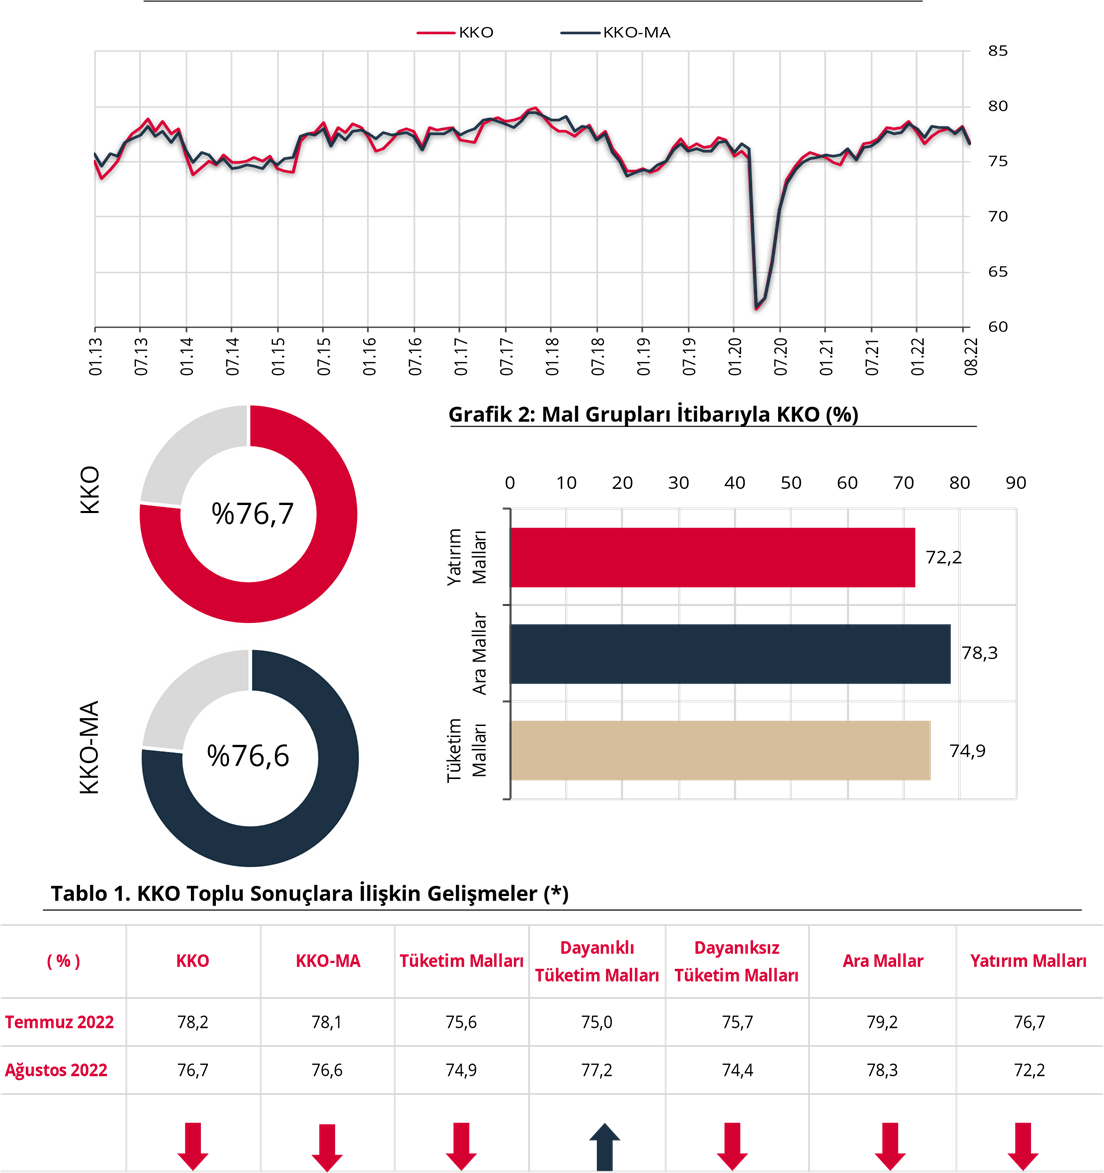 KKO KKO-MA
85
80
75
70
65
60
01.13 07.13 01.14 07.14 01.15 07.15 01.16 07.16 01.17 07.17 01.18 07.18 01.19 07.19 01.20 07.20 01.21 07.21 01.22 08.22
KKO
%76,7
KKO-MA
%76,6
Grafik 2: Mal Grupları İtibarıyla KKO (%)
0 10 20 30 40 50 60 70 80 90
Yatırım
Malları
72,2
Ara Mallar
78,3
Tüketim
Malları
74,9
Tablo 1. KKO Toplu Sonuçlara İlişkin Gelişmeler (*)
( % ) KKO KKO-MA Tüketim Malları Dayanıklı Tüketim Malları Dayanıksız Tüketim Malları Ara Mallar Yatırım Malları
Temmuz 2022 78,2 78,1 75,6 75,0 75,7 79,2 76,7
Ağustos 2022 76,7 76,6 74,9 77,2 74,4 78,3 72,2